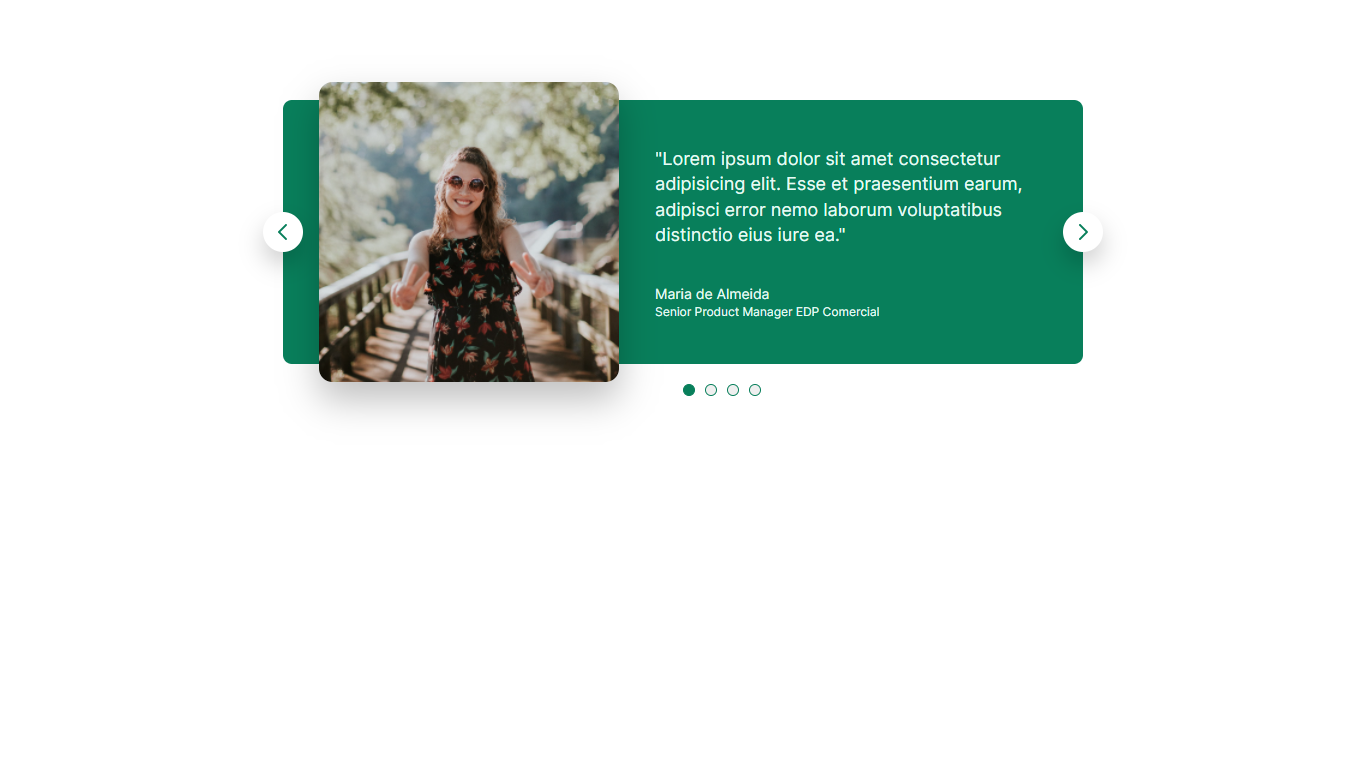 "Lorem ipsum dolor sit amet consectetur
adipisicing elit. Esse et praesentium earum,
adipisci error nemo laborum voluptatibus
distinctio eius iure ea."
Maria de Almeida
Senior Product Manager EDP Comercial